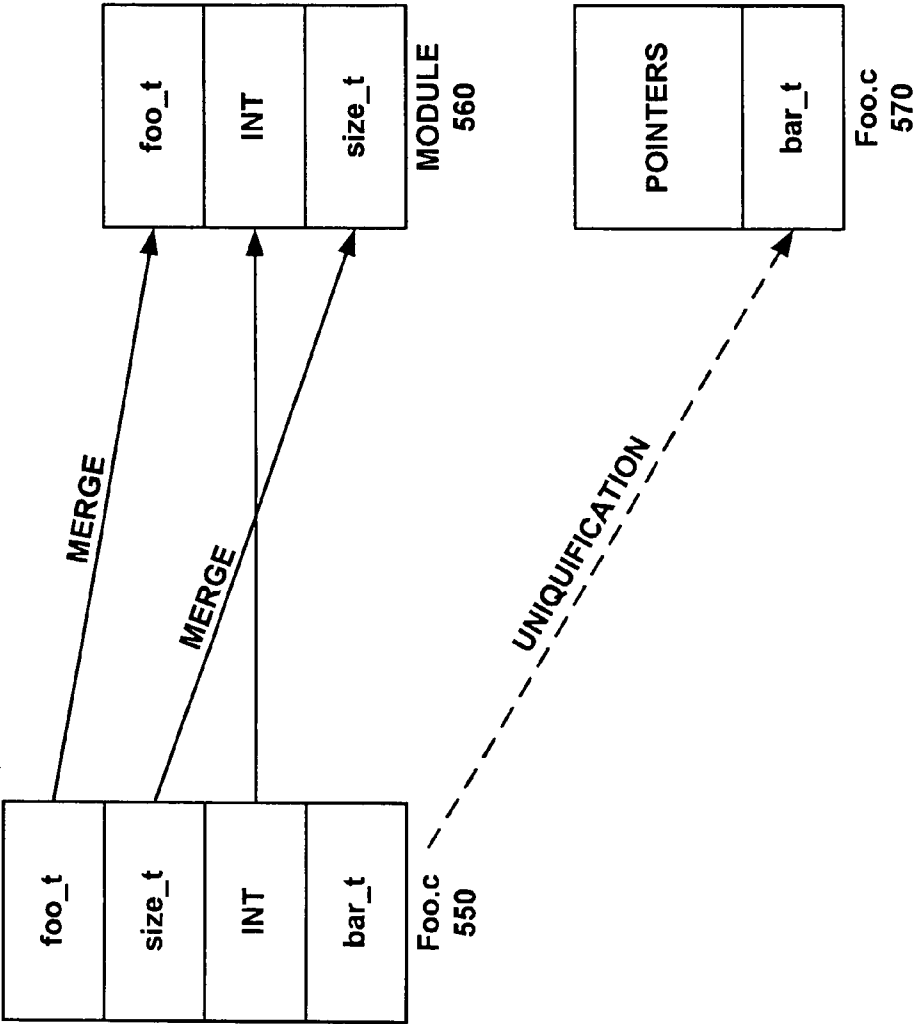 foo_t
size_t
INT
bar_t
Foo.c
550
MERGE
MERGE
UNIQUIFICATION
foo_t
INT
size_t
MODULE
560
POINTERS
bar_t
Foo.c
570